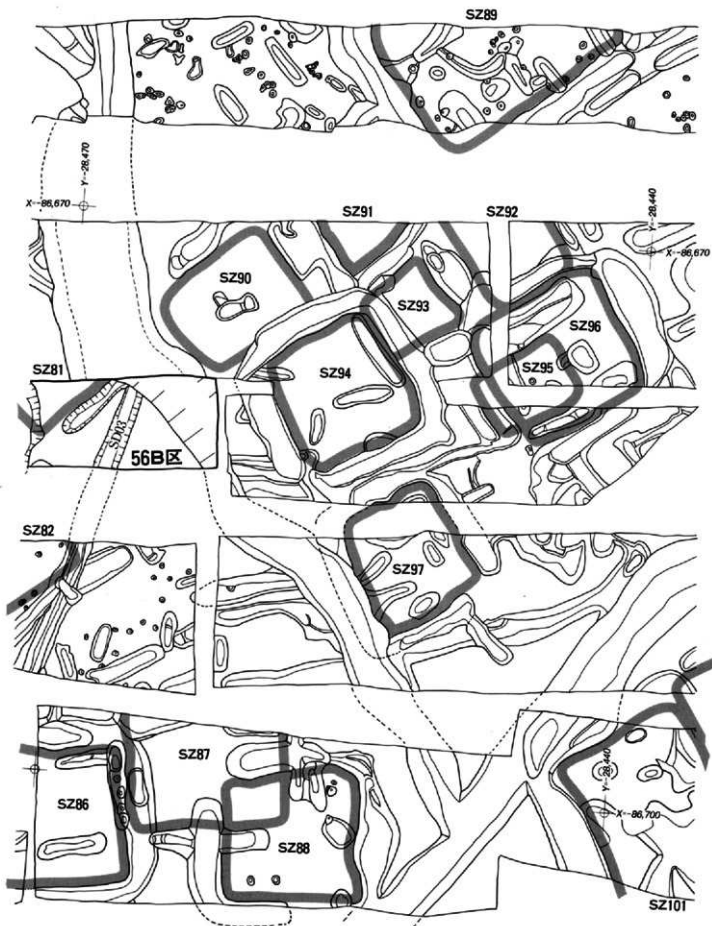 SZ89
Y--28,470
X--86,670
SZ91
SZ92
Y--28,440
X--86,670
SZ90
SZ93
SZ96
SZ81
SZ94
SZ95
SD03
56B区
SZ82
SZ97
SZ87
SZ86
SZ88
Y--28,440
X--86,700
SZ101